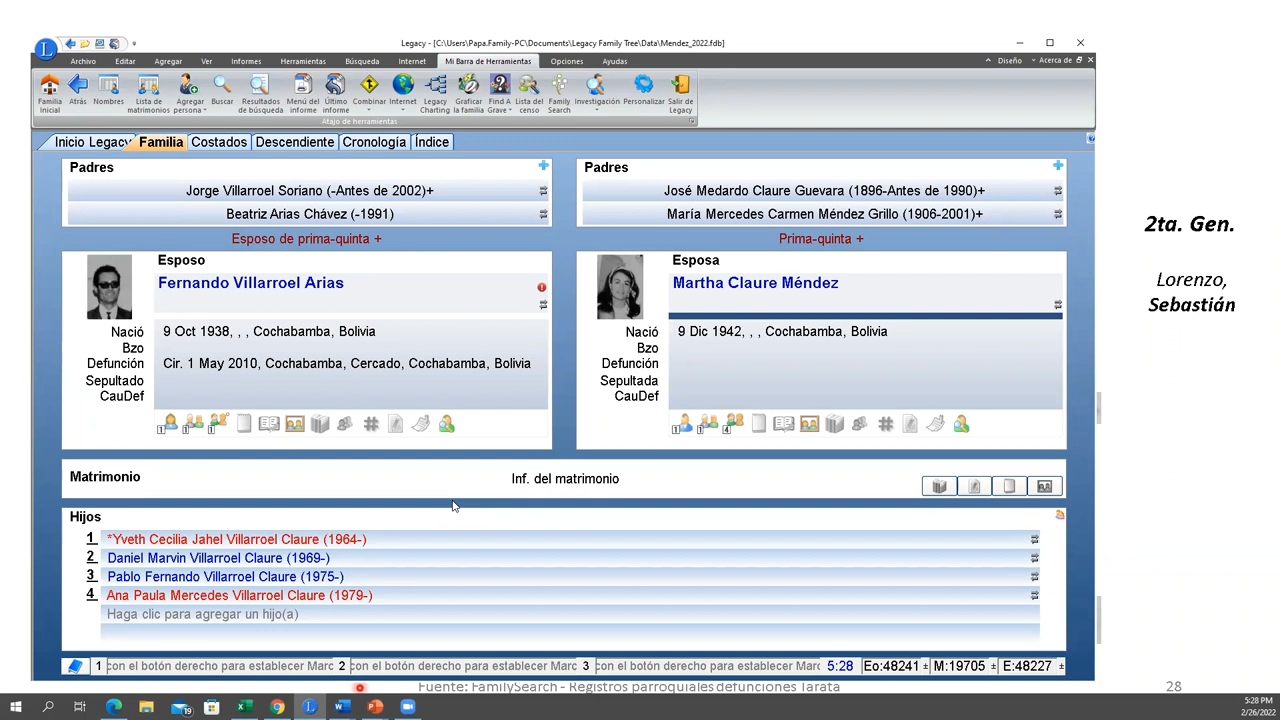 Legacy - [C:\Users\Papa.Family-PC\Documents\Legacy Family Tree\Data\Mendez_2022.fdb]
Archivo Editar Agregar Ver Informes Herramientas Búsqueda Internet Mi Barra de Herramientas Opciones Ayudas Diseño Acerca de
Familia Inicial
Atrás
Nombres
Lista de matrimonios
Agregar persona
Buscar
Resultados de búsqueda
Menú del informe
Último informe
Combinar
Internet
Legacy Charting
Graficar la familia
Find A Grave
Lista del censo
Family Search
Investigación
Personalizar
Salir de Legacy
Atajo de herramientas
Inicio Legacy Familia Costados Descendiente Cronología Índice
Padres
Jorge Villarroel Soriano (-Antes de 2002)+
Beatriz Arias Chávez (-1991)
Esposo de prima-quinta +
Padres
José Medardo Claure Guevara (1896-Antes de 1990)+
María Mercedes Carmen Méndez Grillo (1906-2001)+
Prima-quinta +
Esposo
Fernando Villarroel Arias
Nació 9 Oct 1938, , , Cochabamba, Bolivia
Bzo
Defunción Cir. 1 May 2010, Cochabamba, Cercado, Cochabamba, Bolivia
Sepultado
CauDef
1 1 1
Esposa
Martha Claure Méndez
Nació 9 Dic 1942, , , Cochabamba, Bolivia
Bzo
Defunción
Sepultada
CauDef
1 1 4
2ta. Gen.
Lorenzo,
Sebastián
Matrimonio Inf. del matrimonio
Hijos
1 *Yveth Cecilia Jahel Villarroel Claure (1964-)
2 Daniel Marvin Villarroel Claure (1969-)
3 Pablo Fernando Villarroel Claure (1975-)
4 Ana Paula Mercedes Villarroel Claure (1979-)
Haga clic para agregar un hijo(a)
1 con el botón derecho para establecer Marc 2 con el botón derecho para establecer Marc 3 con el botón derecho para establecer Marc 5:28 Eo:48241 ± M:19705 ± E:48227 ±
Fuente: FamilySearch - Registros parroquiales defunciones Tarata 28
19
5:28 PM
2/26/2022